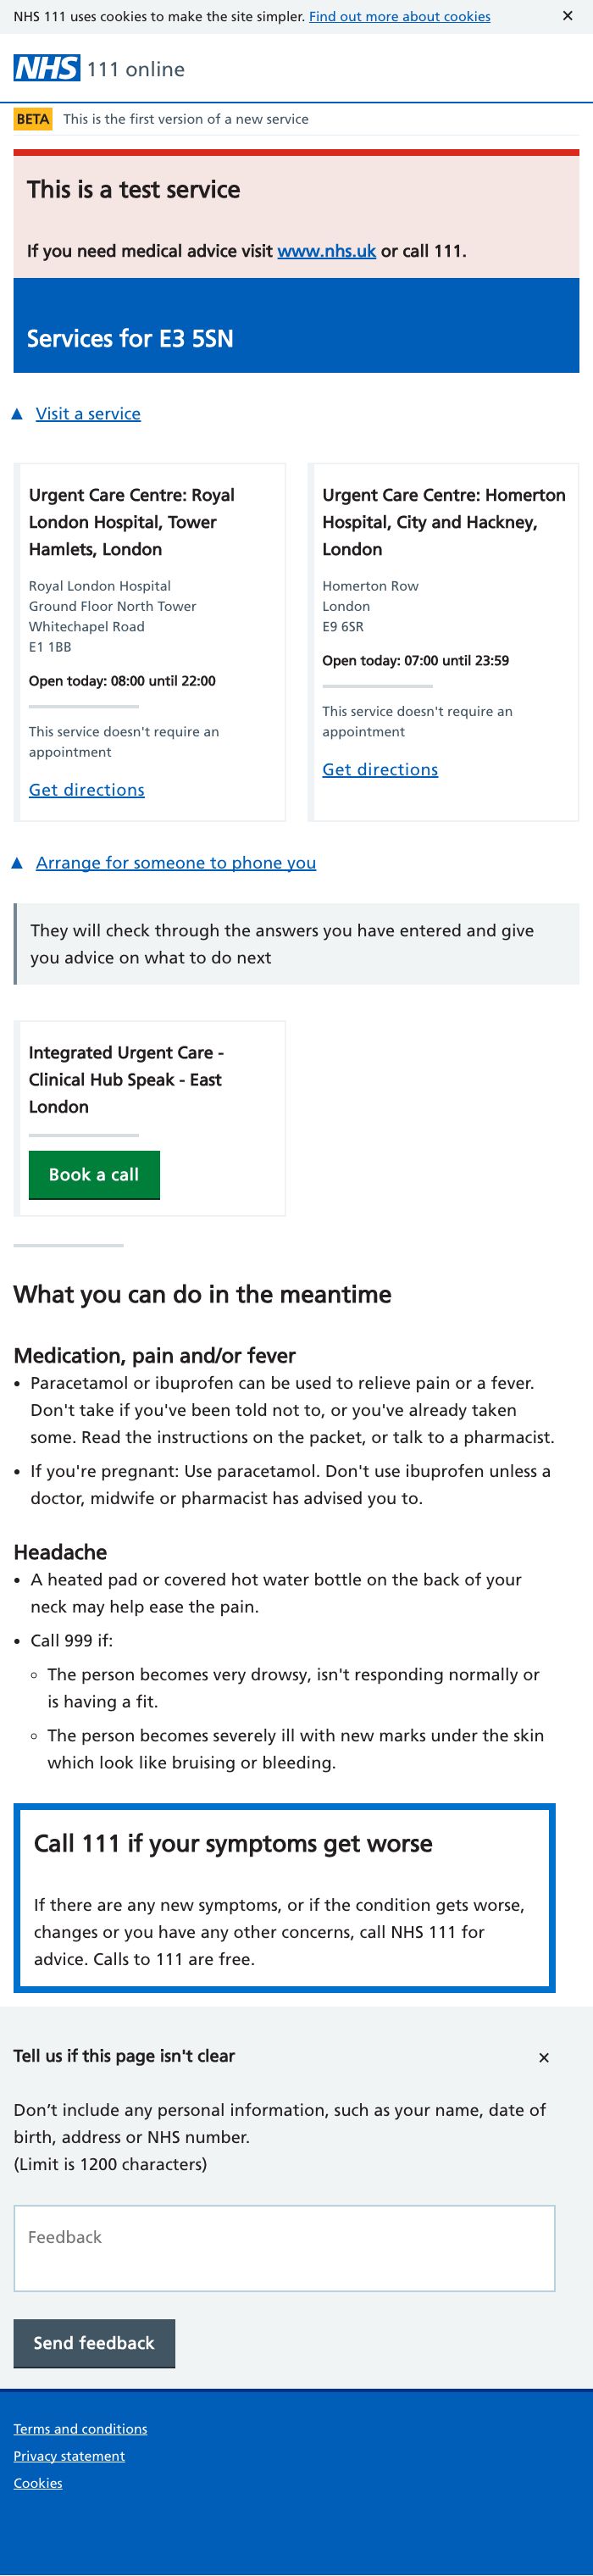 NHS 111 uses cookies to make the site simpler. Find out more about cookies ×
NHS 111 online
BETA This is the first version of a new service
This is a test service
If you need medical advice visit www.nhs.uk or call 111.
Services for E3 5SN
▲ Visit a service
Urgent Care Centre: Royal
London Hospital, Tower
Hamlets, London
Royal London Hospital
Ground Floor North Tower
Whitechapel Road
E1 1BB
Open today: 08:00 until 22:00
This service doesn't require an
appointment
Get directions
Urgent Care Centre: Homerton
Hospital, City and Hackney,
London
Homerton Row
London
E9 6SR
Open today: 07:00 until 23:59
This service doesn't require an
appointment
Get directions
▲ Arrange for someone to phone you
They will check through the answers you have entered and give
you advice on what to do next
Integrated Urgent Care -
Clinical Hub Speak - East
London
Book a call
What you can do in the meantime
Medication, pain and/or fever
• Paracetamol or ibuprofen can be used to relieve pain or a fever.
Don't take if you've been told not to, or you've already taken
some. Read the instructions on the packet, or talk to a pharmacist.
• If you're pregnant: Use paracetamol. Don't use ibuprofen unless a
doctor, midwife or pharmacist has advised you to.
Headache
• A heated pad or covered hot water bottle on the back of your
neck may help ease the pain.
• Call 999 if:
◦ The person becomes very drowsy, isn't responding normally or
is having a fit.
◦ The person becomes severely ill with new marks under the skin
which look like bruising or bleeding.
Call 111 if your symptoms get worse
If there are any new symptoms, or if the condition gets worse,
changes or you have any other concerns, call NHS 111 for
advice. Calls to 111 are free.
Tell us if this page isn't clear ×
Don’t include any personal information, such as your name, date of
birth, address or NHS number.
(Limit is 1200 characters)
Feedback
Send feedback
Terms and conditions
Privacy statement
Cookies